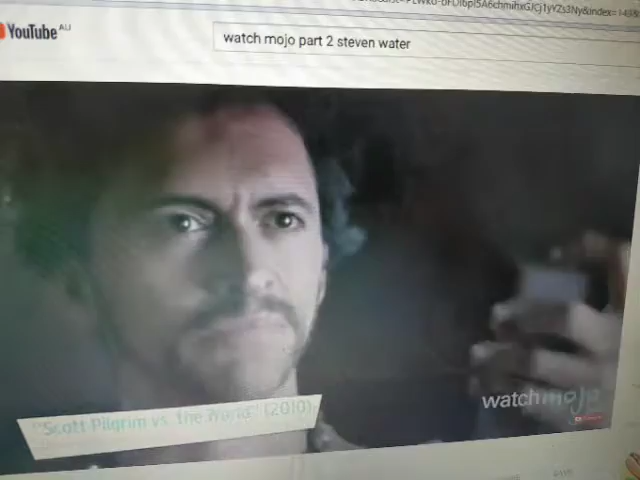 YouTube AU
watch mojo part 2 steven water
"Scott Pilgrim vs. the World" (2010)
watchmojo